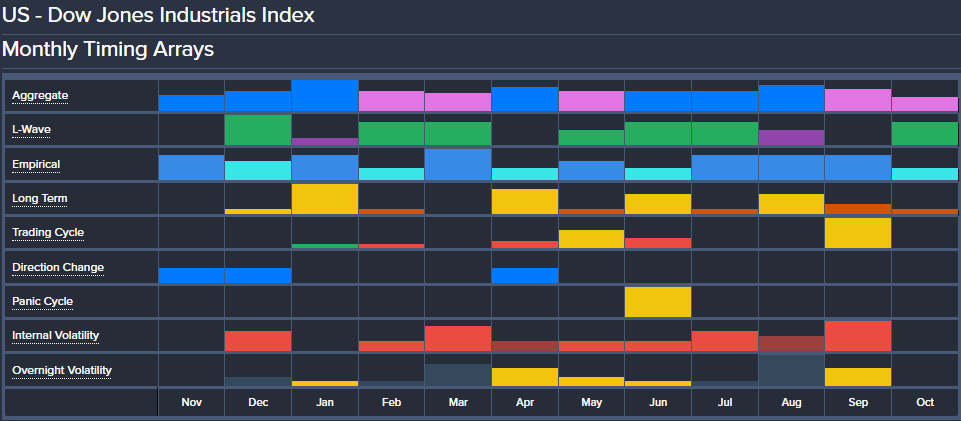 US - Dow Jones Industrials Index
Monthly Timing Arrays
Aggregate
L-Wave
Empirical
Long Term
Trading Cycle
Direction Change
Panic Cycle
Internal Volatility
Overnight Volatility
Nov Dec Jan Feb Mar Apr May Jun Jul Aug Sep Oct